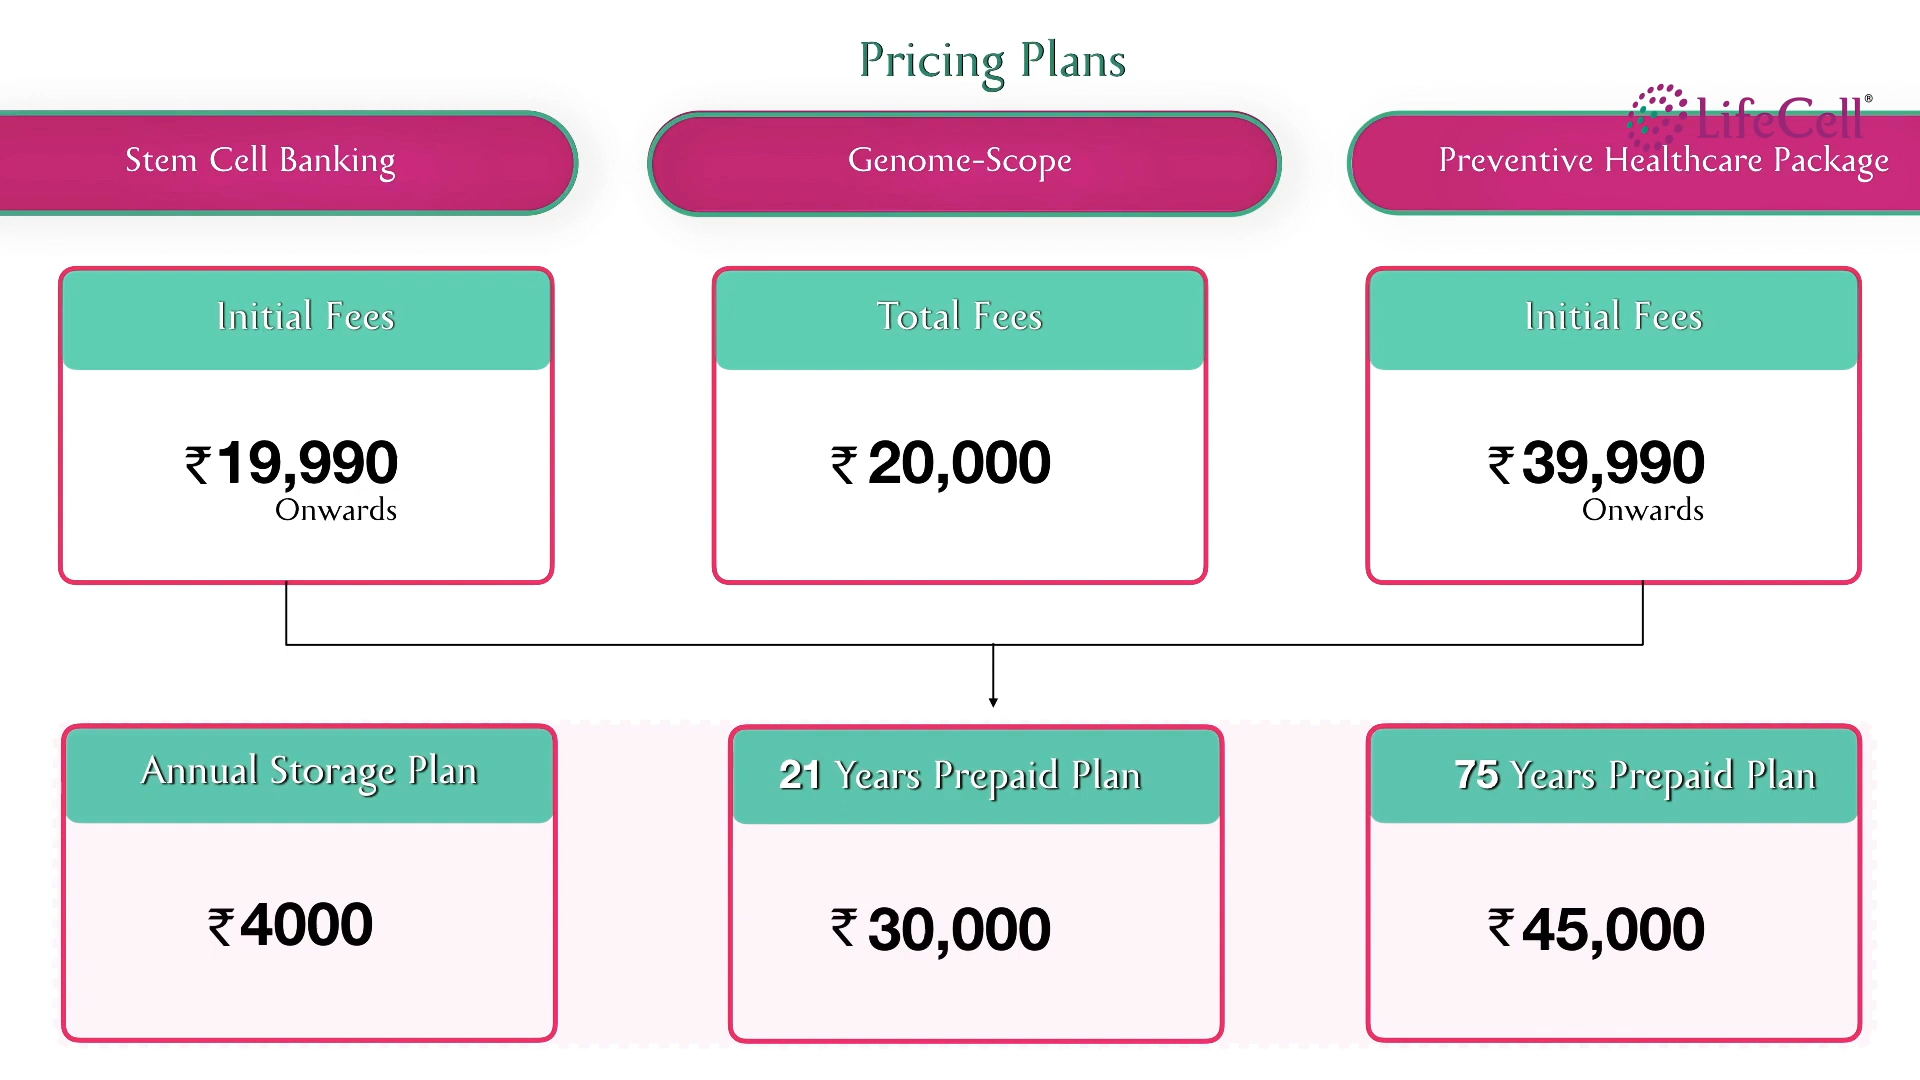 Pricing Plans
LifeCell®
Stem Cell Banking
Genome-Scope
Preventive Healthcare Package
Initial Fees
Total Fees
Initial Fees
₹19,990
Onwards
₹ 20,000
₹ 39,990
Onwards
Annual Storage Plan
21 Years Prepaid Plan
75 Years Prepaid Plan
₹4000
₹ 30,000
₹ 45,000